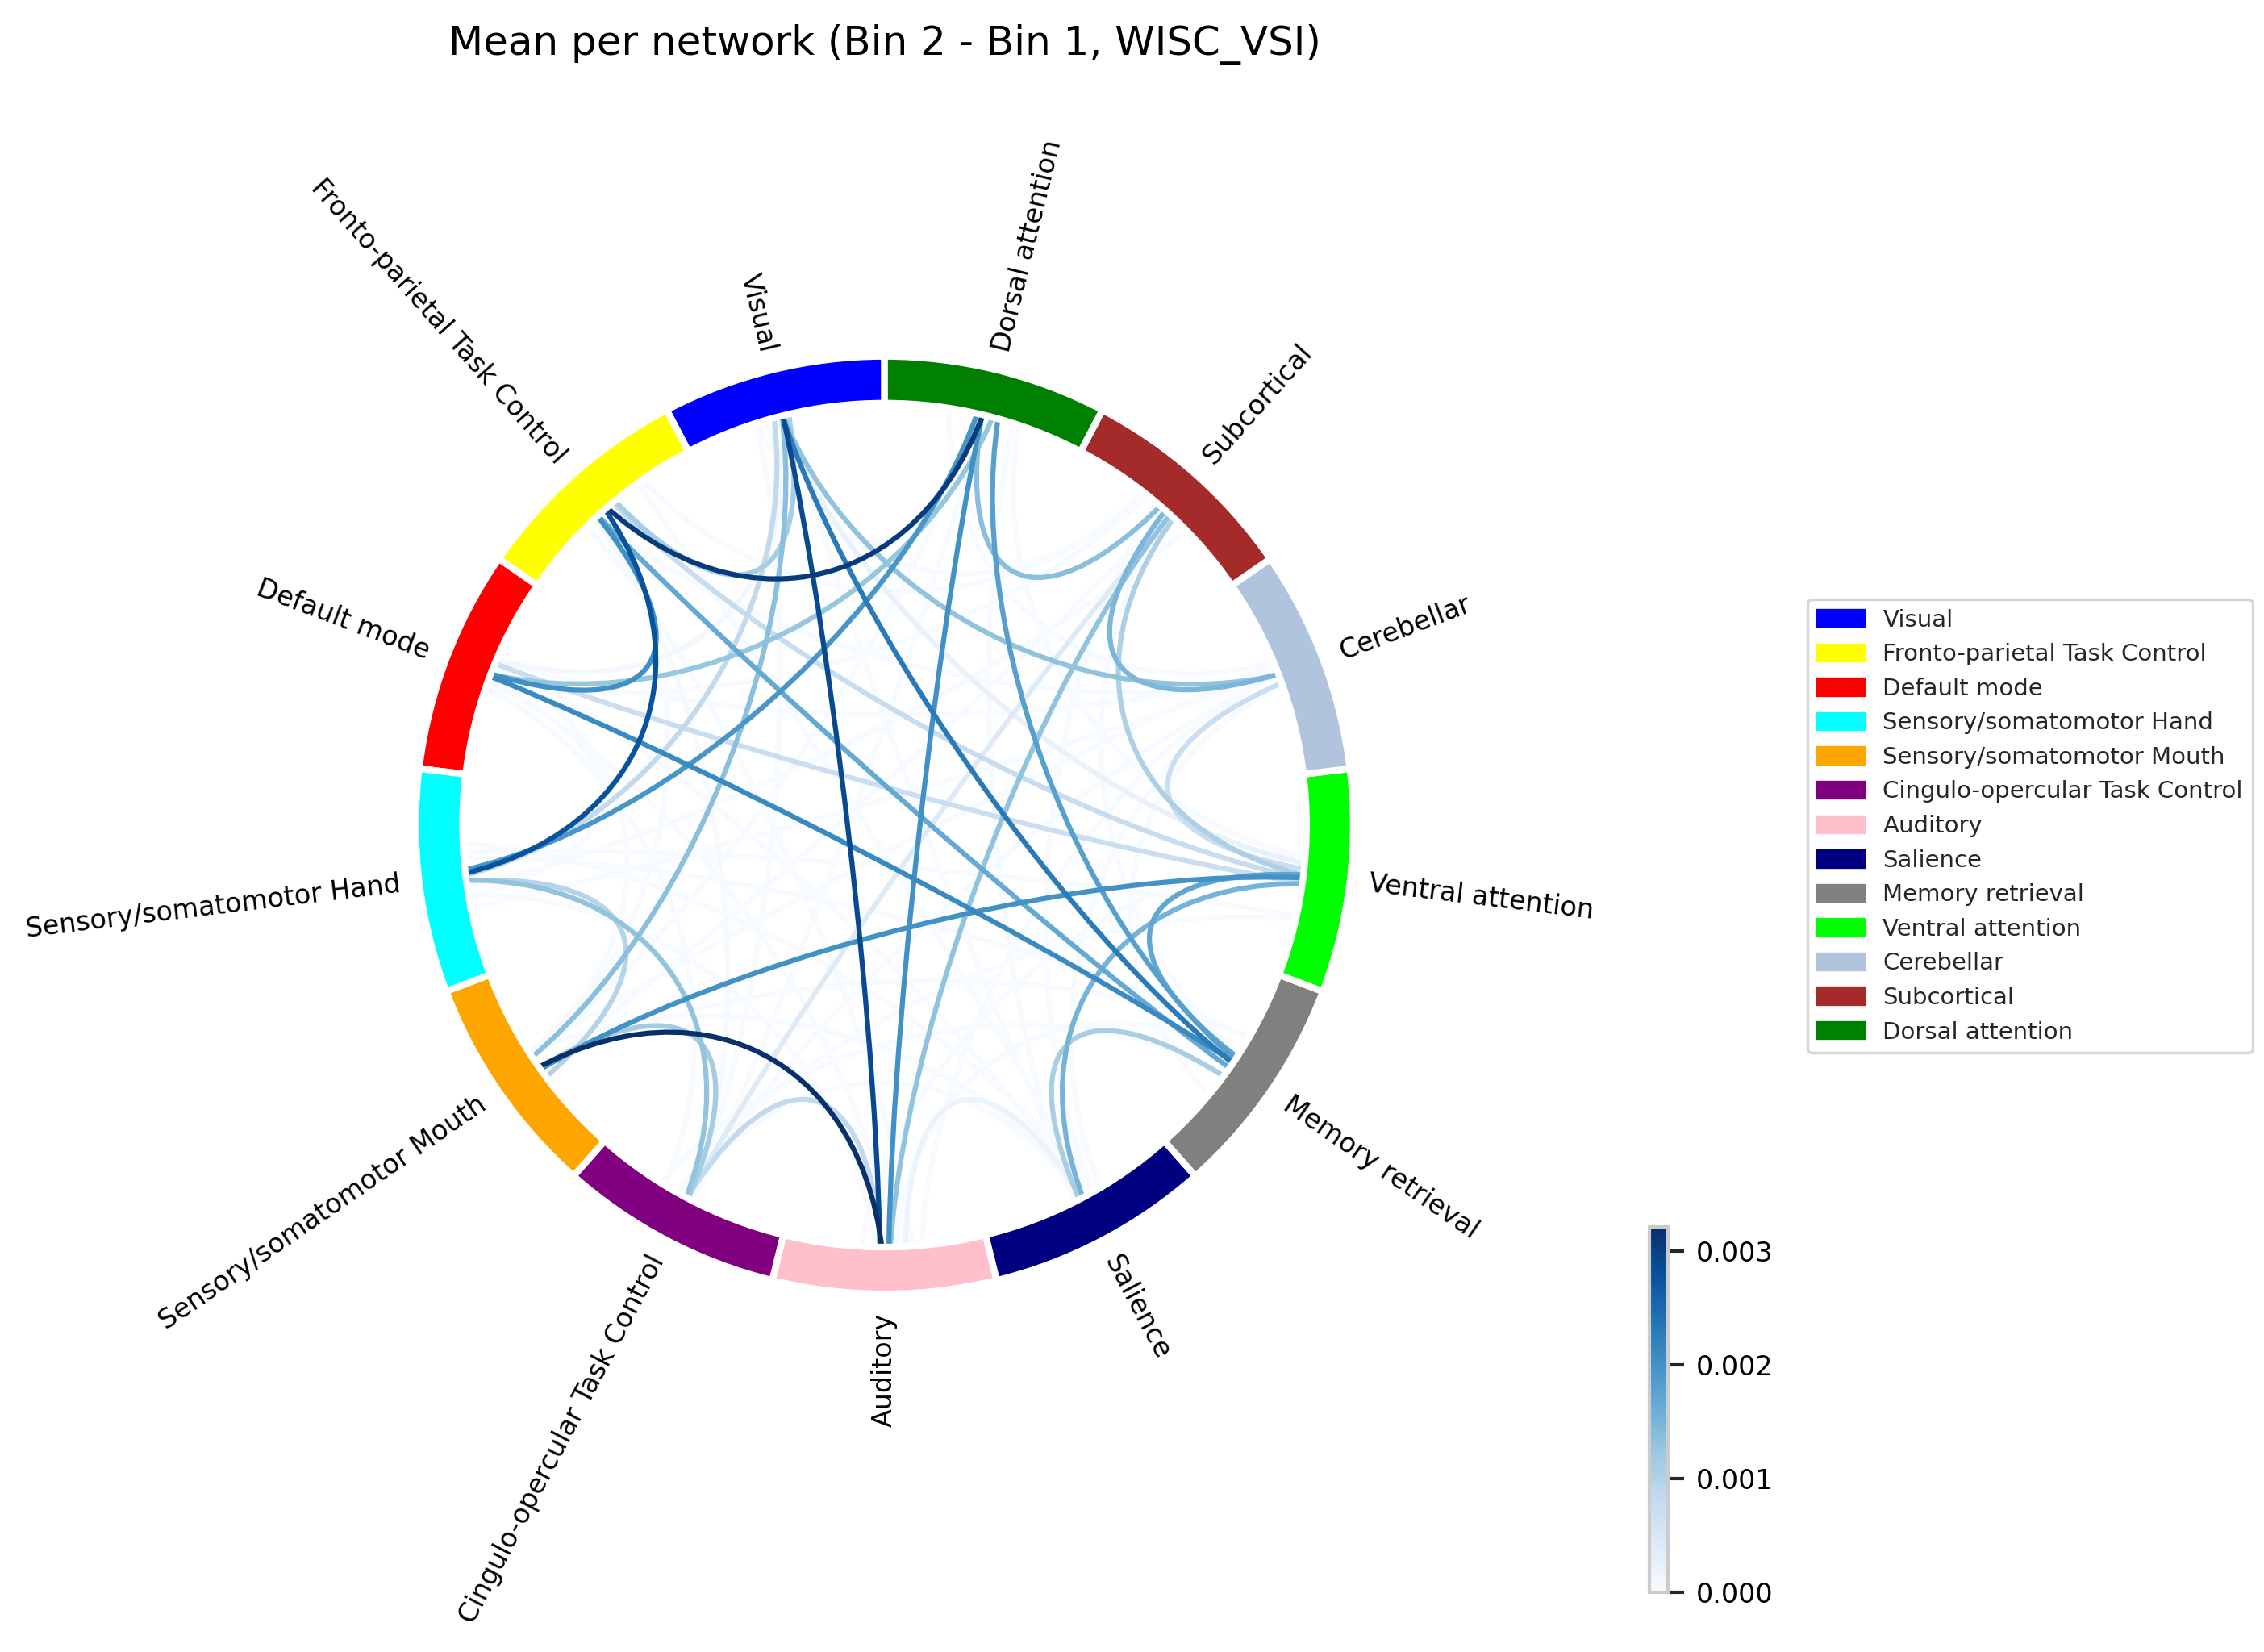 Mean per network (Bin 2 - Bin 1, WISC_VSI)
Dorsal attention
Fronto-parietal Task Control
Visual
Subcortical
Default mode
Cerebellar
Sensory/somatomotor Hand
Ventral attention
Sensory/somatomotor Mouth
Memory retrieval
Cingulo-opercular Task Control
Auditory
Salience
Visual
Fronto-parietal Task Control
Default mode
Sensory/somatomotor Hand
Sensory/somatomotor Mouth
Cingulo-opercular Task Control
Auditory
Salience
Memory retrieval
Ventral attention
Cerebellar
Subcortical
Dorsal attention
0.003
0.002
0.001
0.000